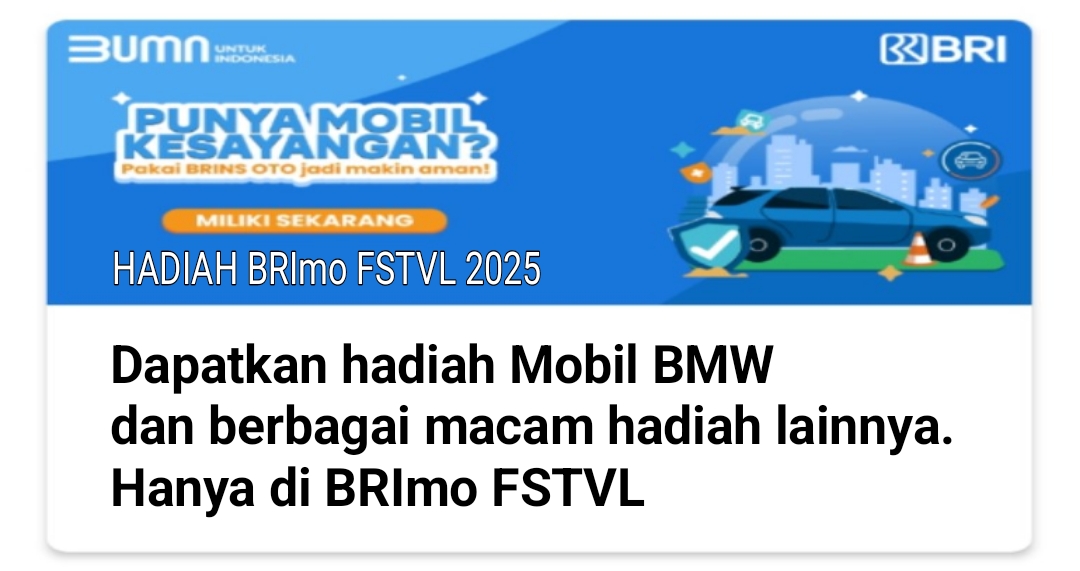 BUMN UNTUK INDONESIA
BRI
PUNYA MOBIL
KESAYANGAN?
Pakai BRINS OTO jadi makin aman!
MILIKI SEKARANG
HADIAH BRImo FSTVL 2025
Dapatkan hadiah Mobil BMW
dan berbagai macam hadiah lainnya.
Hanya di BRImo FSTVL